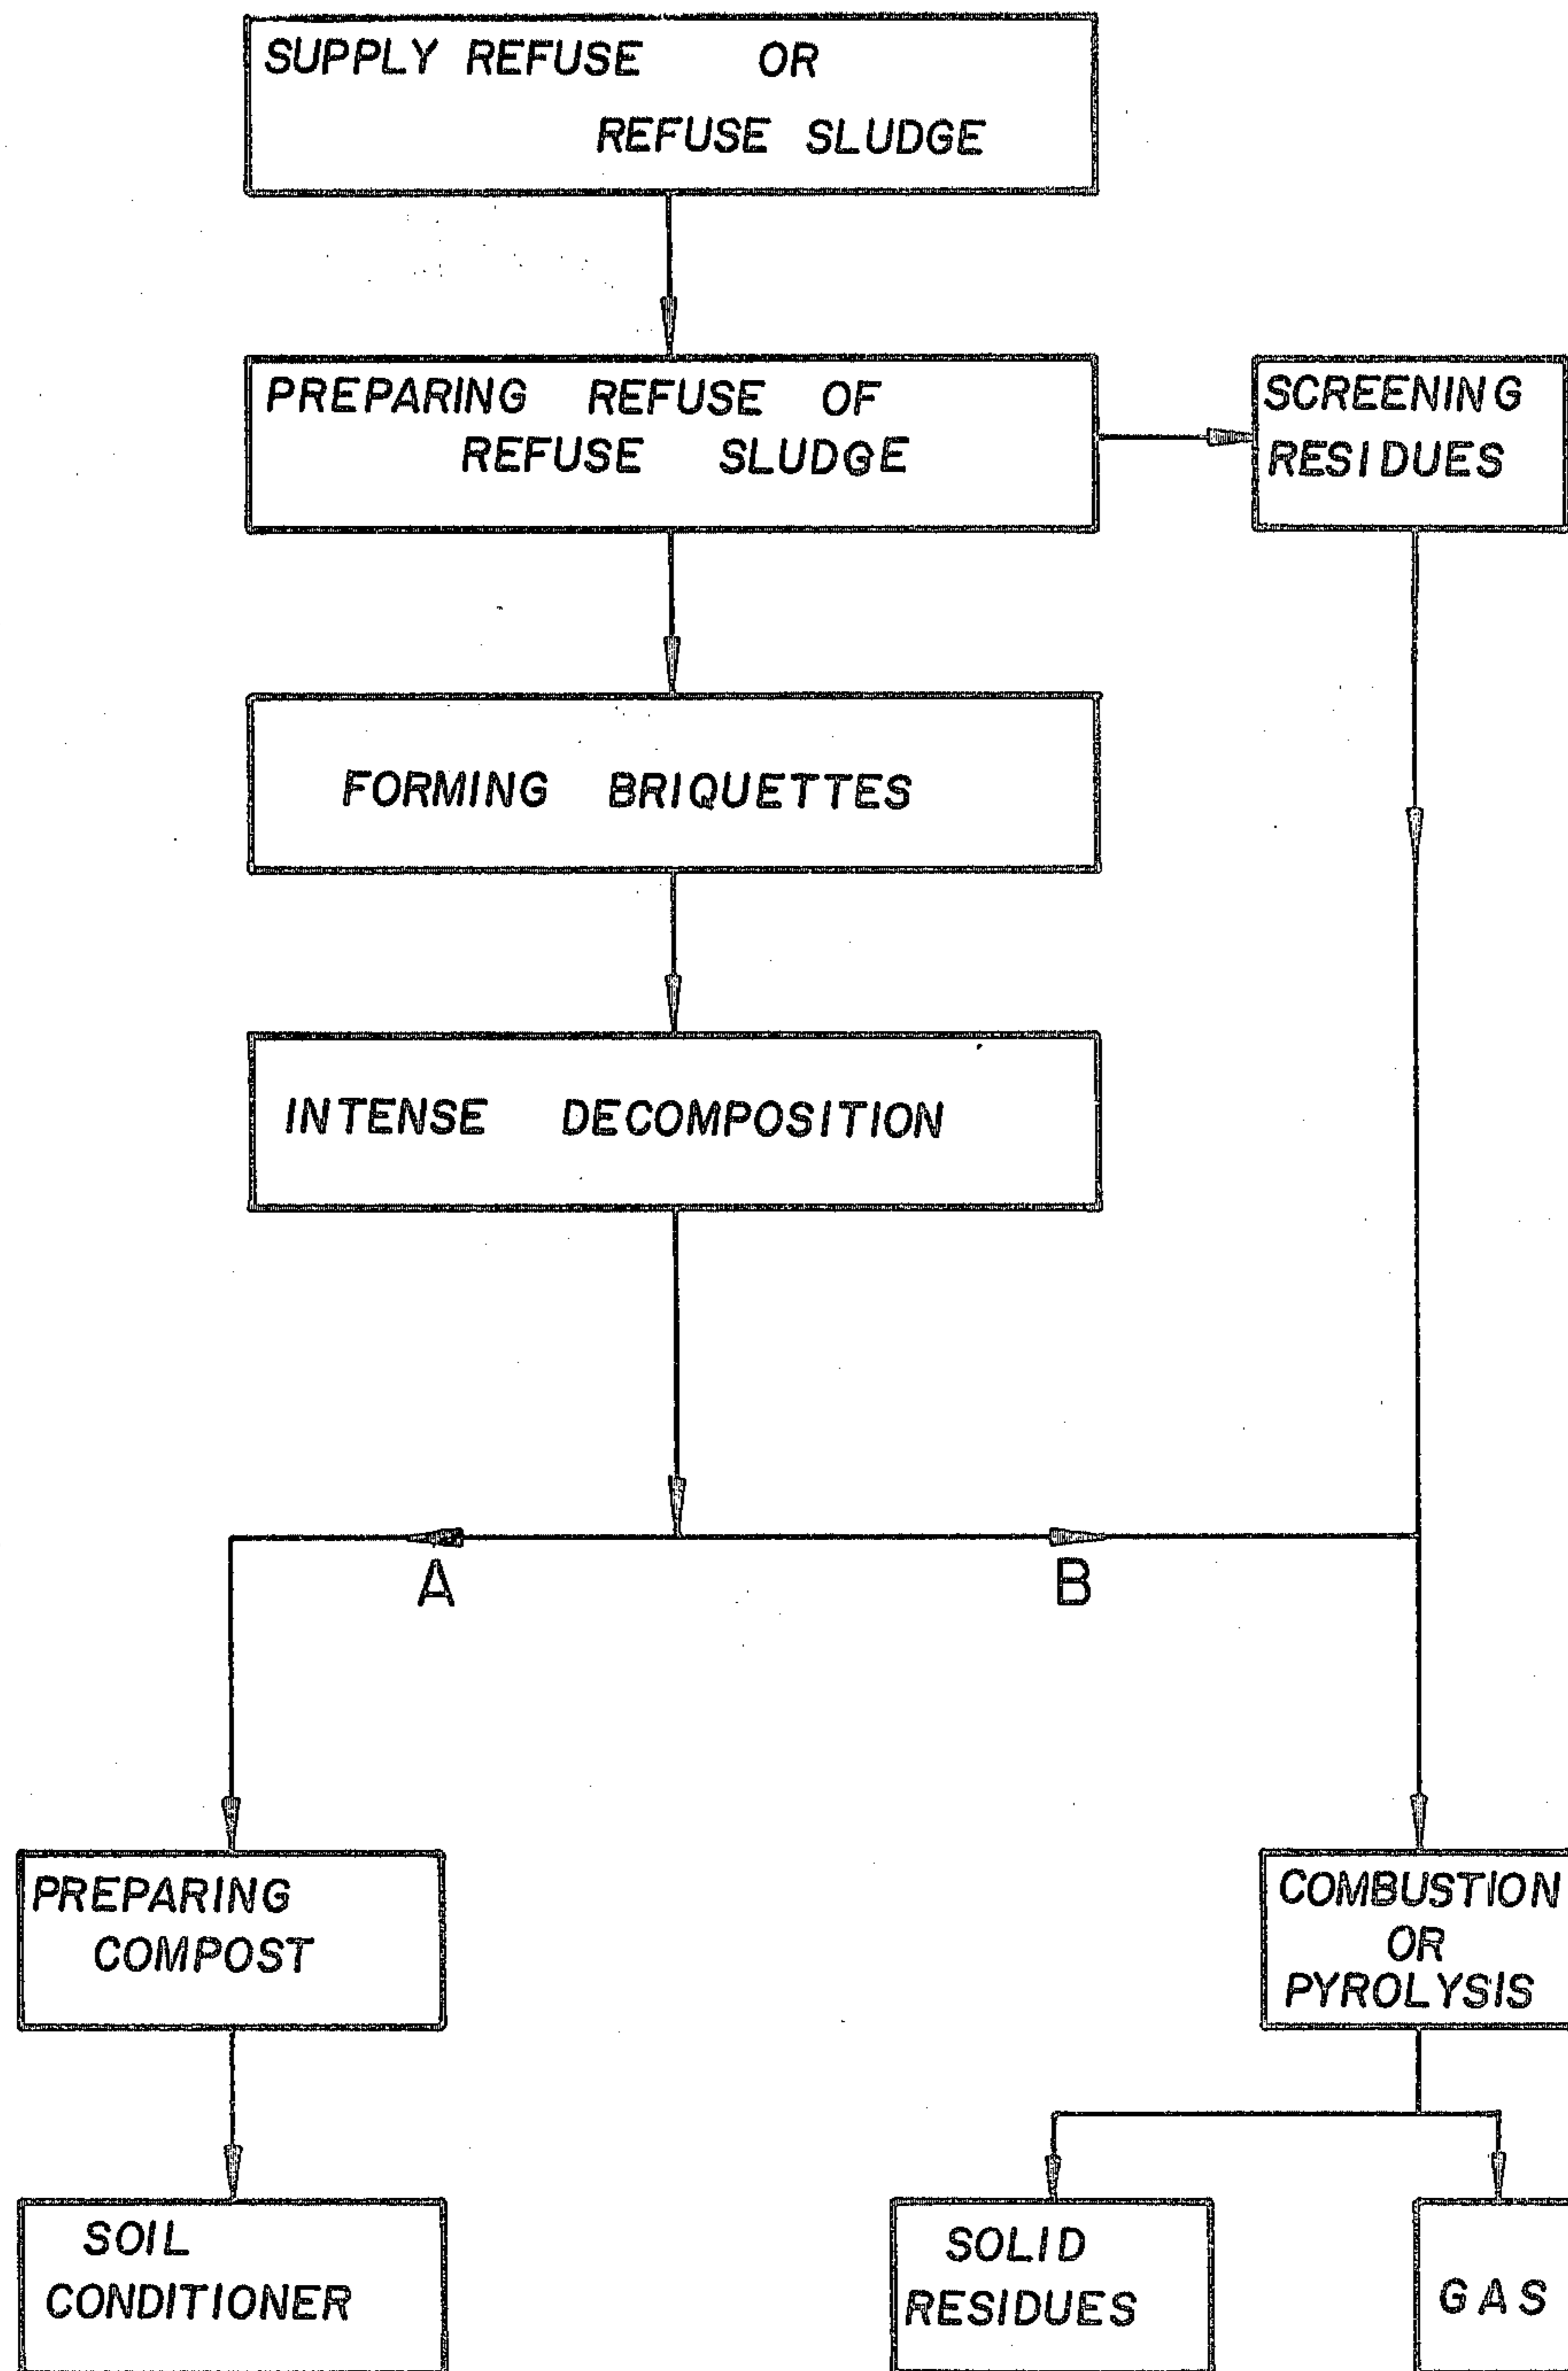 SUPPLY REFUSE OR
REFUSE SLUDGE
PREPARING REFUSE OF
REFUSE SLUDGE
SCREENING
RESIDUES
FORMING BRIQUETTES
INTENSE DECOMPOSITION
A
B
PREPARING
COMPOST
COMBUSTION
OR
PYROLYSIS
SOIL
CONDITIONER
SOLID
RESIDUES
GAS